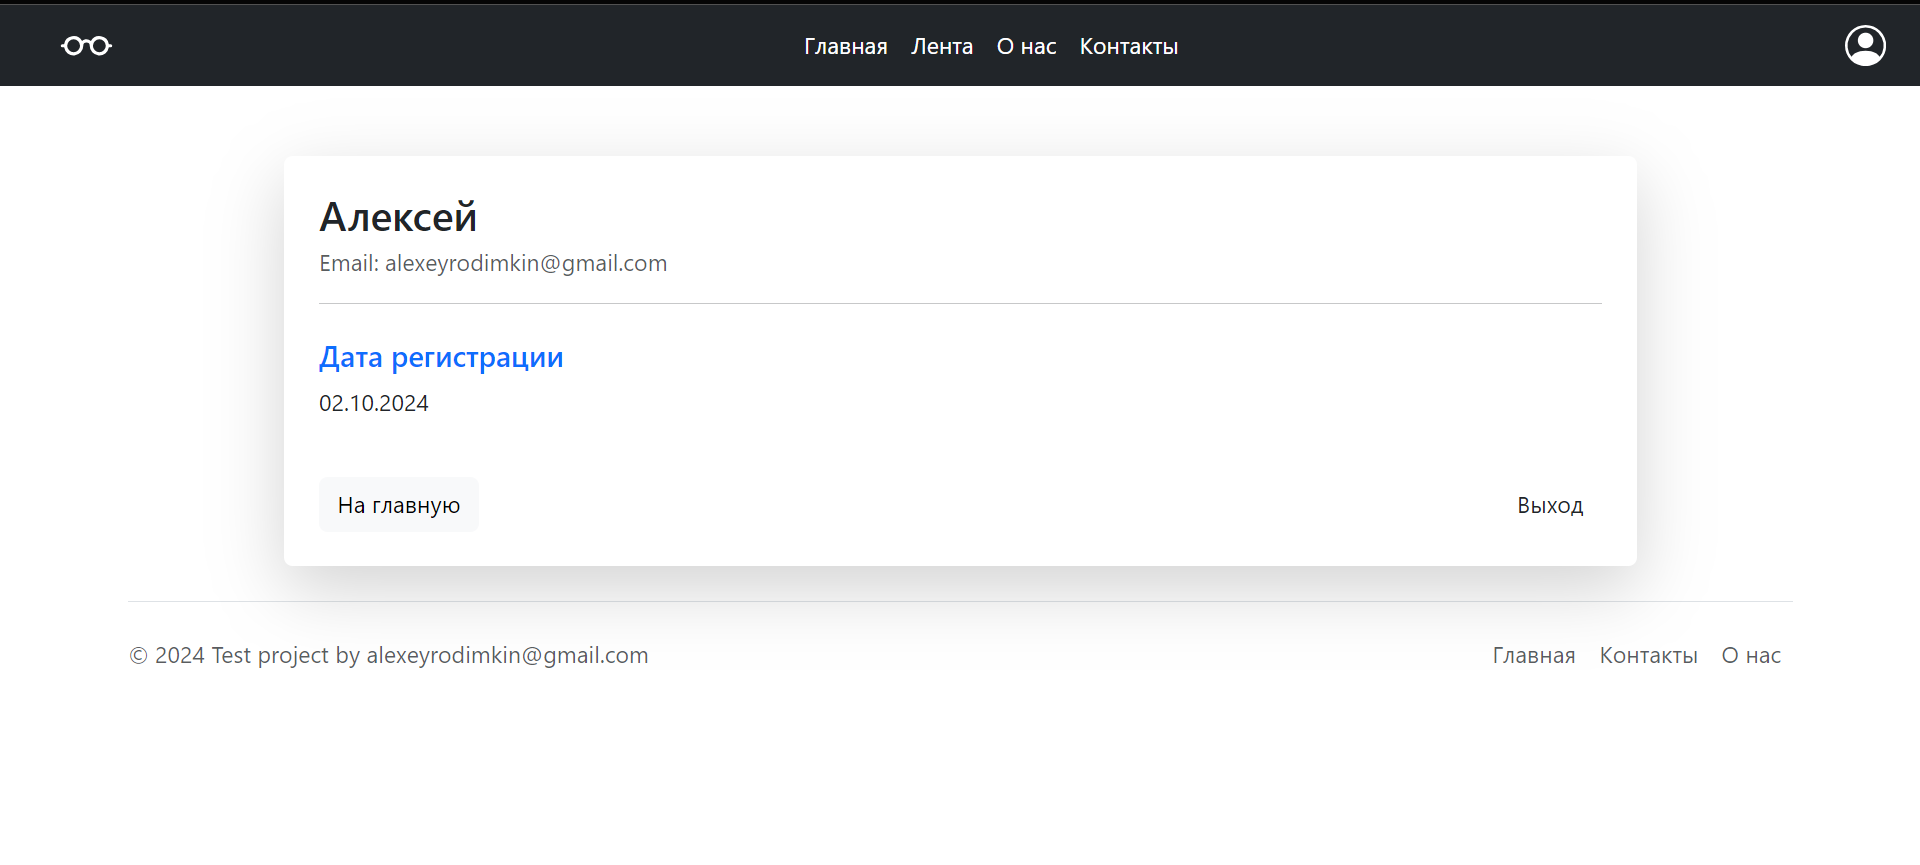 Главная Лента О нас Контакты
Алексей
Email: alexeyrodimkin@gmail.com
Дата регистрации
02.10.2024
На главную Выход
© 2024 Test project by alexeyrodimkin@gmail.com Главная Контакты О нас